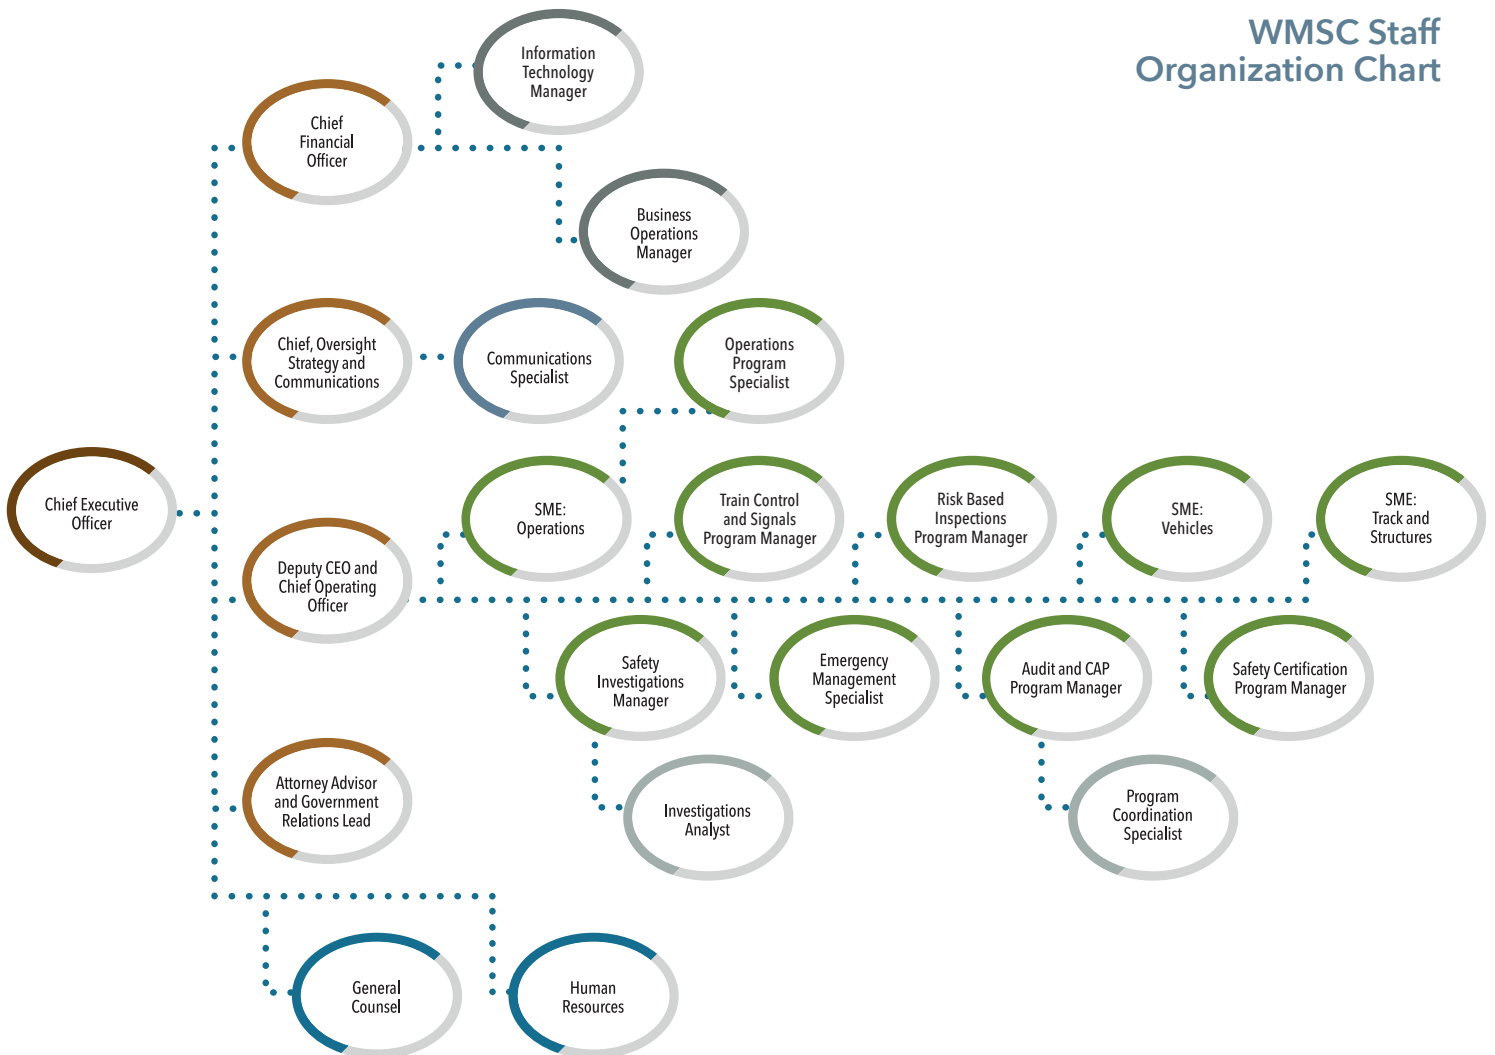 WMSC Staff
Organization Chart
Information
Technology
Manager
Chief
Financial
Officer
Business
Operations
Manager
Chief, Oversight
Strategy and
Communications
Communications
Specialist
Operations
Program
Specialist
Chief Executive
Officer
SME:
Operations
Train Control
and Signals
Program Manager
Risk Based
Inspections
Program Manager
SME:
Vehicles
SME:
Track and
Structures
Deputy CEO and
Chief Operating
Officer
Safety
Investigations
Manager
Emergency
Management
Specialist
Audit and CAP
Program Manager
Safety Certification
Program Manager
Attorney Advisor
and Government
Relations Lead
Investigations
Analyst
Program
Coordination
Specialist
General
Counsel
Human
Resources